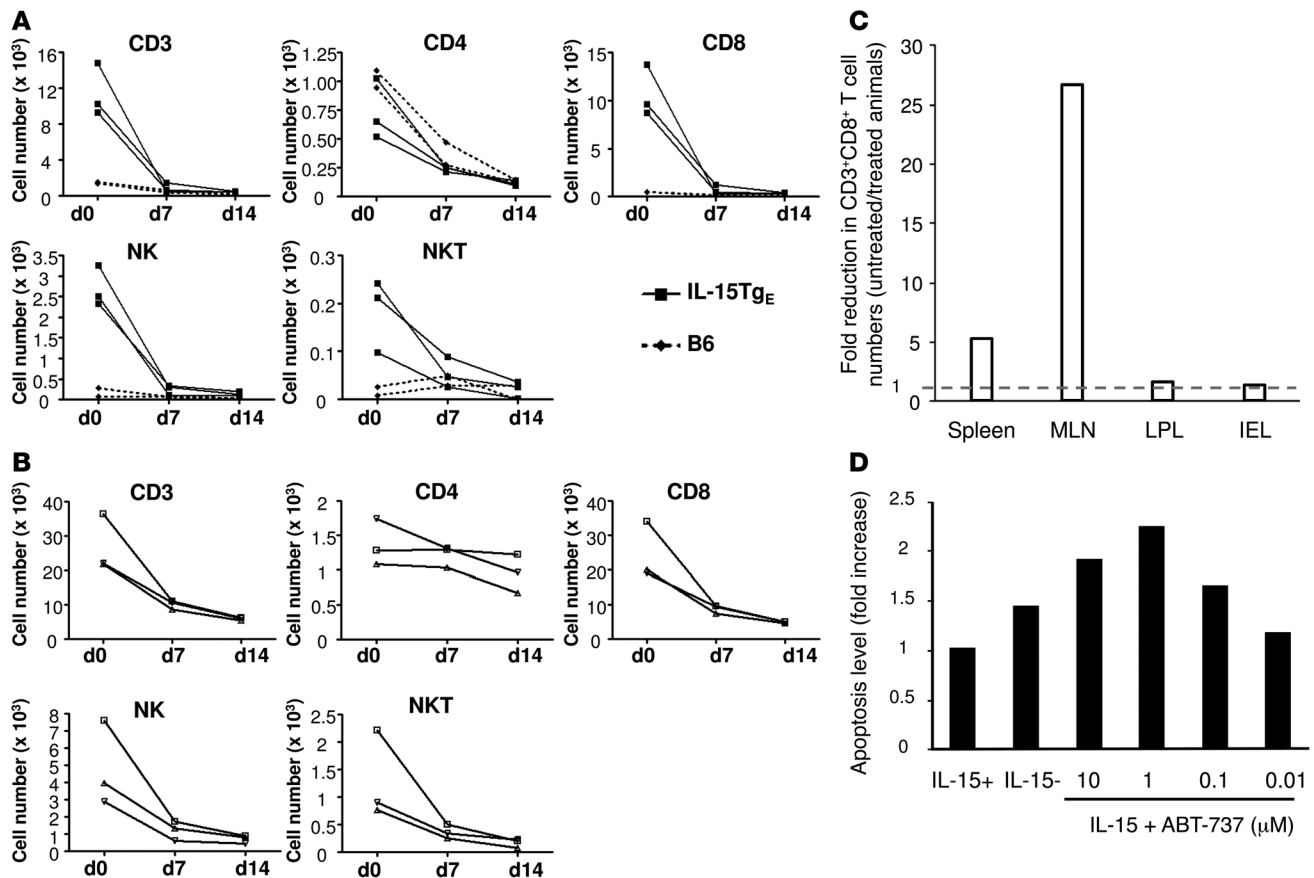 A
CD3
Cell number (x 10³)
16
12
8
4
0
d0 d7 d14
CD4
Cell number (x 10³)
1.25
1.00
0.75
0.50
0.25
0
d0 d7 d14
CD8
Cell number (x 10³)
15
10
5
0
d0 d7 d14
NK
Cell number (x 10³)
3.5
3
2.5
2
1.5
1
0.5
0
d0 d7 d14
NKT
Cell number (x 10³)
0.3
0.2
0.1
0
d0 d7 d14
IL-15Tg_E
B6
B
CD3
Cell number (x 10³)
40
30
20
10
0
d0 d7 d14
CD4
Cell number (x 10³)
2
1.5
1
0.5
0
d0 d7 d14
CD8
Cell number (x 10³)
40
30
20
10
0
d0 d7 d14
NK
Cell number (x 10³)
8
7
6
5
4
3
2
1
0
d0 d7 d14
NKT
Cell number (x 10³)
2.5
2
1.5
1
0.5
0
d0 d7 d14
C
Fold reduction in CD3⁺CD8⁺ T cell
numbers (untreated/treated animals)
30
25
20
15
10
5
1
0
Spleen MLN LPL IEL
D
Apoptosis level (fold increase)
2.5
2
1.5
1
0.5
0
IL-15+ IL-15- 10 1 0.1 0.01
IL-15 + ABT-737 (μM)